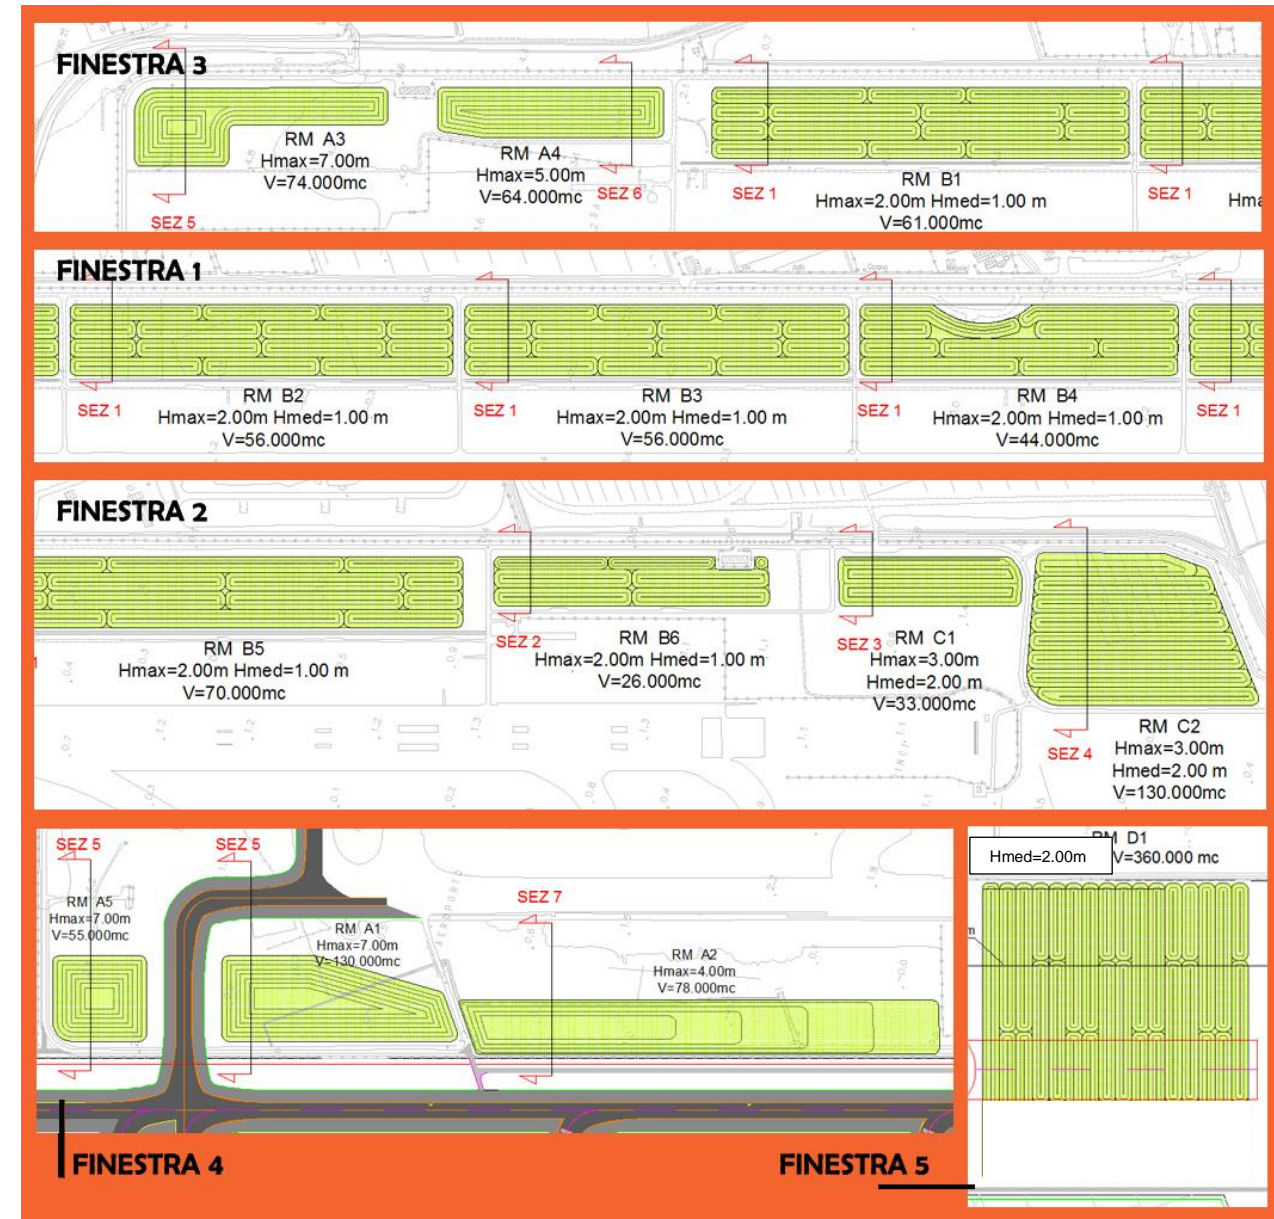 FINESTRA 3
RM A3
Hmax=7.00m
V=74.000mc
SEZ 5
RM A4
Hmax=5.00m
V=64.000mc
SEZ 6
SEZ 1
RM B1
Hmax=2.00m Hmed=1.00 m
V=61.000mc
SEZ 1
FINESTRA 1
SEZ 1
RM B2
Hmax=2.00m Hmed=1.00 m
V=56.000mc
SEZ 1
RM B3
Hmax=2.00m Hmed=1.00 m
V=56.000mc
SEZ 1
RM B4
Hmax=2.00m Hmed=1.00 m
V=44.000mc
SEZ 1
FINESTRA 2
RM B5
Hmax=2.00m Hmed=1.00 m
V=70.000mc
SEZ 2
RM B6
Hmax=2.00m Hmed=1.00 m
V=26.000mc
SEZ 3
RM C1
Hmax=3.00m
Hmed=2.00 m
V=33.000mc
SEZ 4
RM C2
Hmax=3.00m
Hmed=2.00 m
V=130.000mc
SEZ 5
RM A5
Hmax=7.00m
V=55.000mc
SEZ 5
RM A1
Hmax=7.00m
V=130.000mc
AEROPORTO
SEZ 7
RM A2
Hmax=4.00m
V=78.000mc
FINESTRA 4
RM D1
Hmed=2.00m
V=360.000 mc
FINESTRA 5